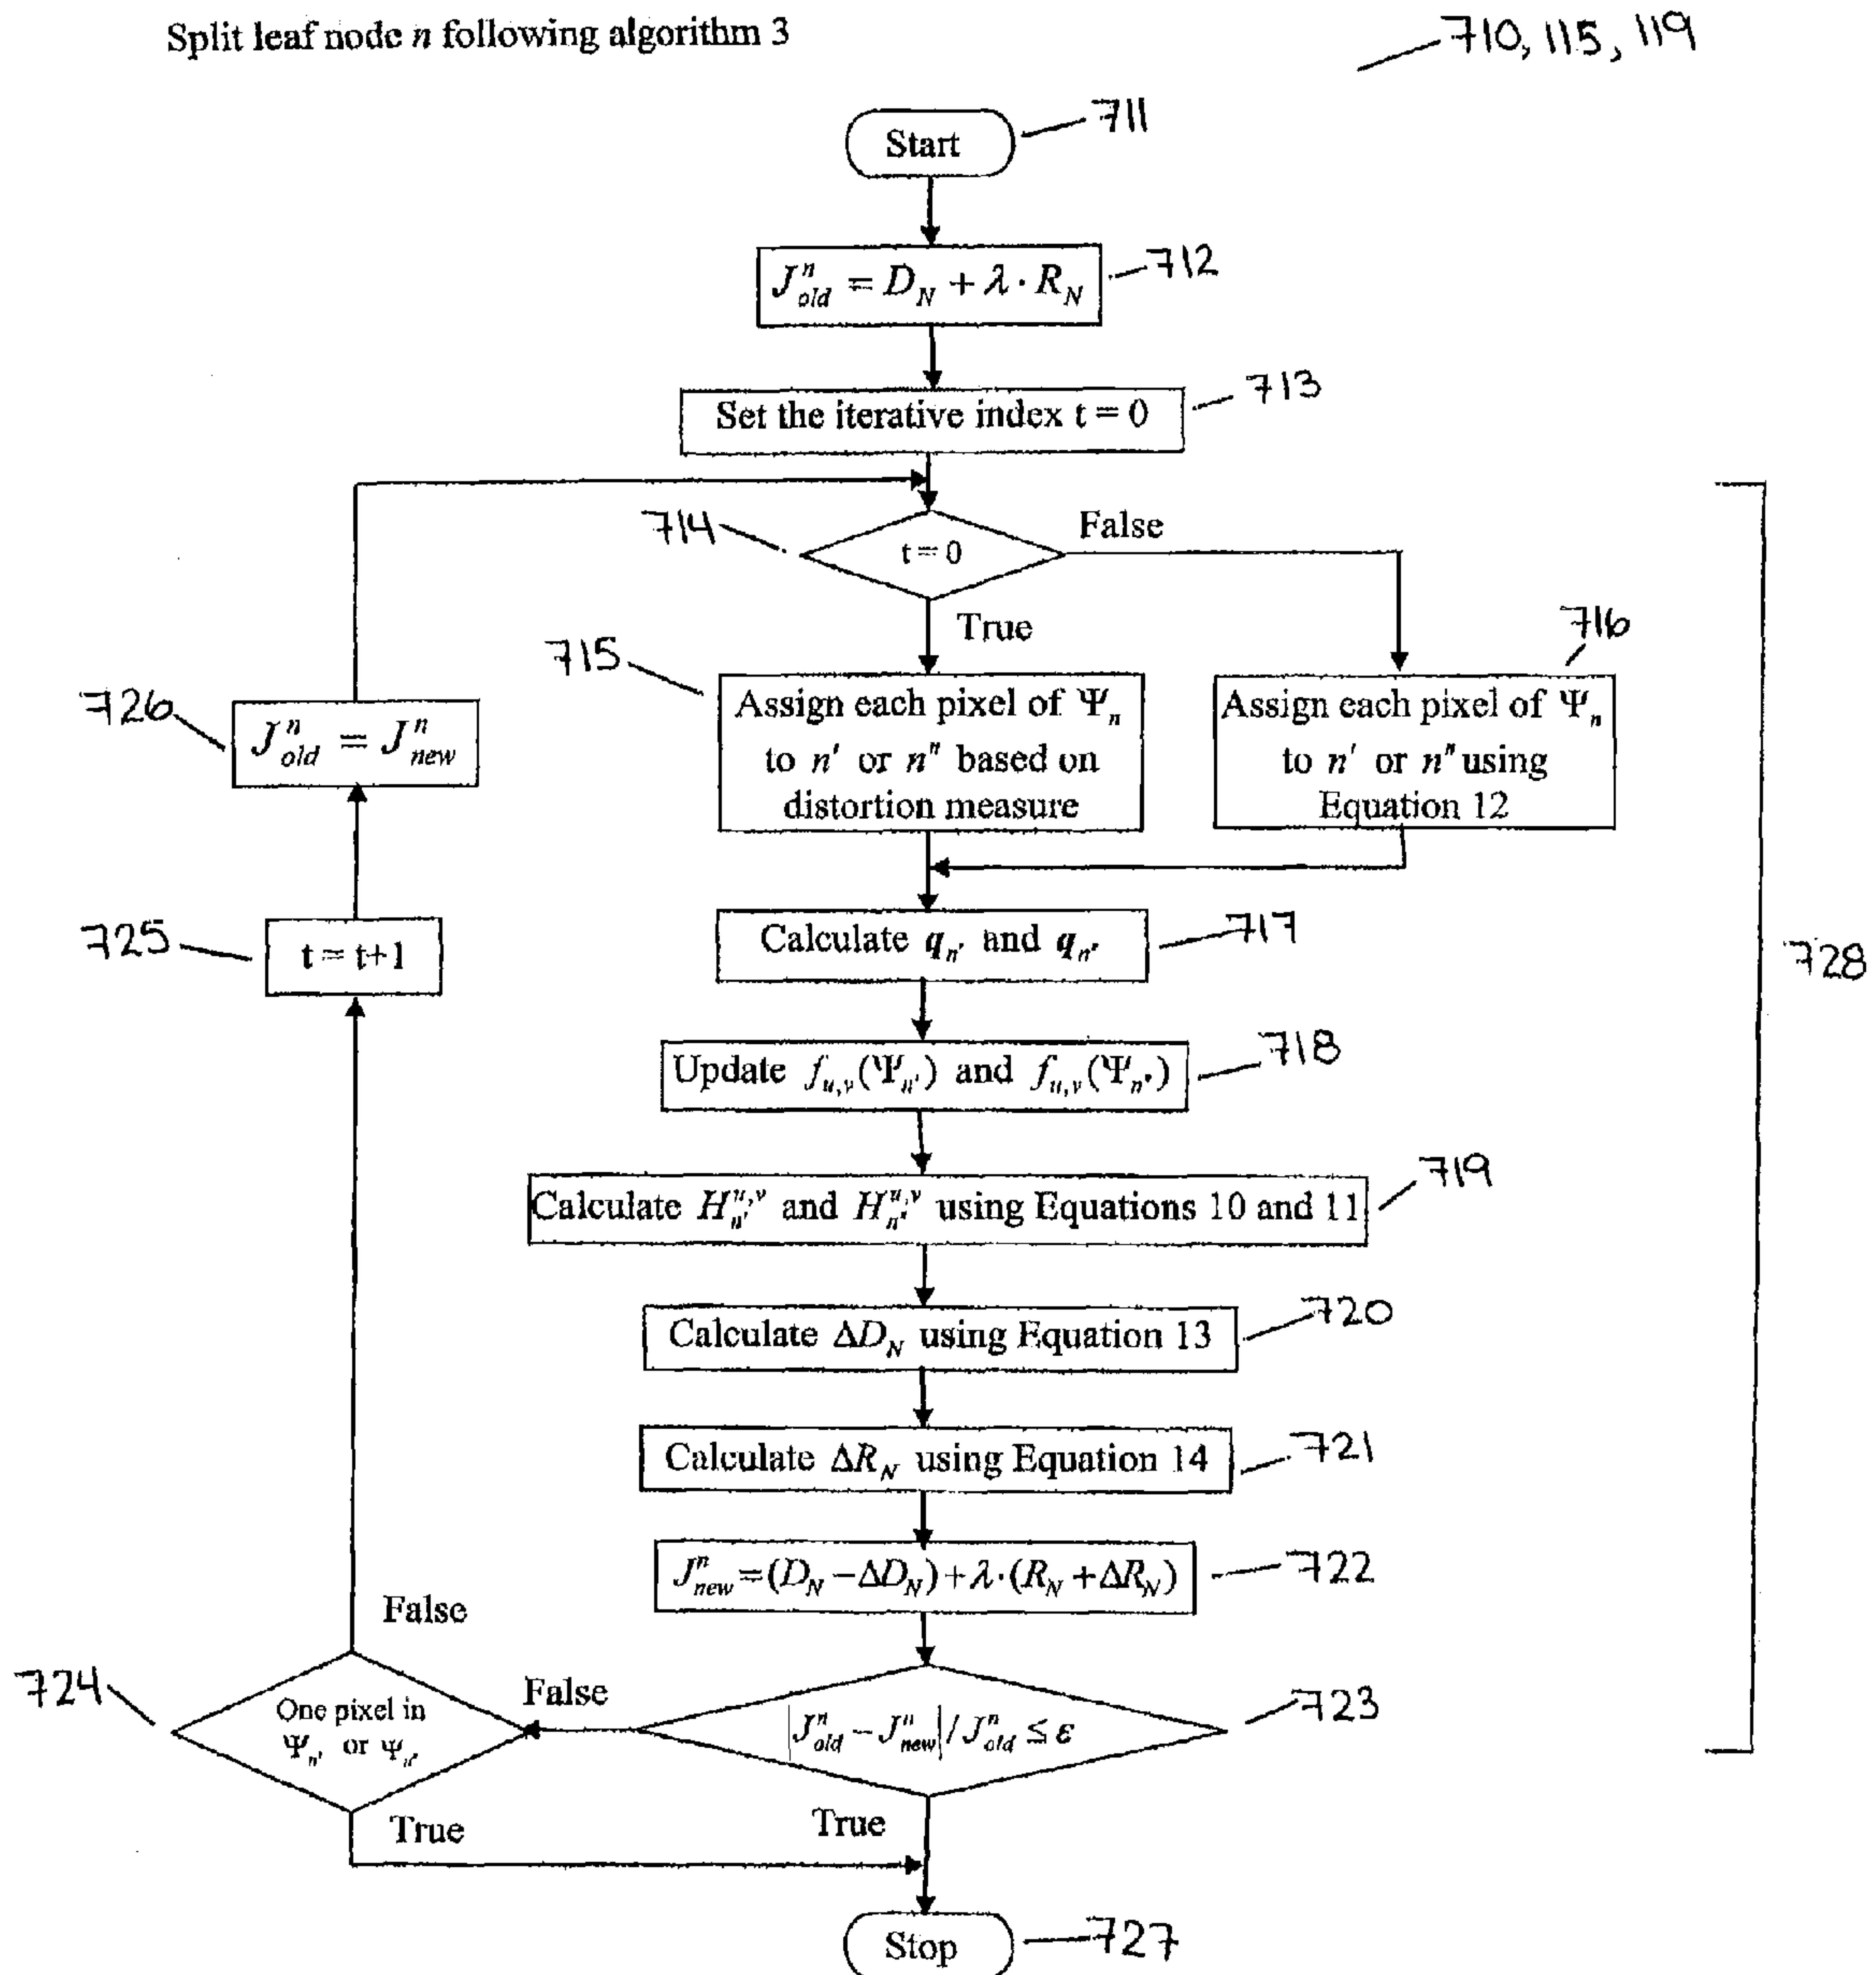 Split leaf node n following algorithm 3
710, 115, 119
Start
711
J^n_old = D_N + λ · R_N
712
Set the iterative index t = 0
713
714
t = 0
False
True
715
Assign each pixel of Ψ_n
to n' or n" based on
distortion measure
716
Assign each pixel of Ψ_n
to n' or n" using
Equation 12
726
J^n_old = J^n_new
725
t = t+1
Calculate q_n' and q_n"
717
Update f_u,v(Ψ_n') and f_u,v(Ψ_n")
718
Calculate H^u,v_n' and H^u,v_n" using Equations 10 and 11
719
Calculate ΔD_N using Equation 13
720
Calculate ΔR_N using Equation 14
721
J^n_new = (D_N − ΔD_N) + λ · (R_N + ΔR_N)
722
728
False
724
One pixel in
Ψ_n' or Ψ_n"
False
|J^n_old − J^n_new| / J^n_old ≤ ε
723
True
True
Stop
727